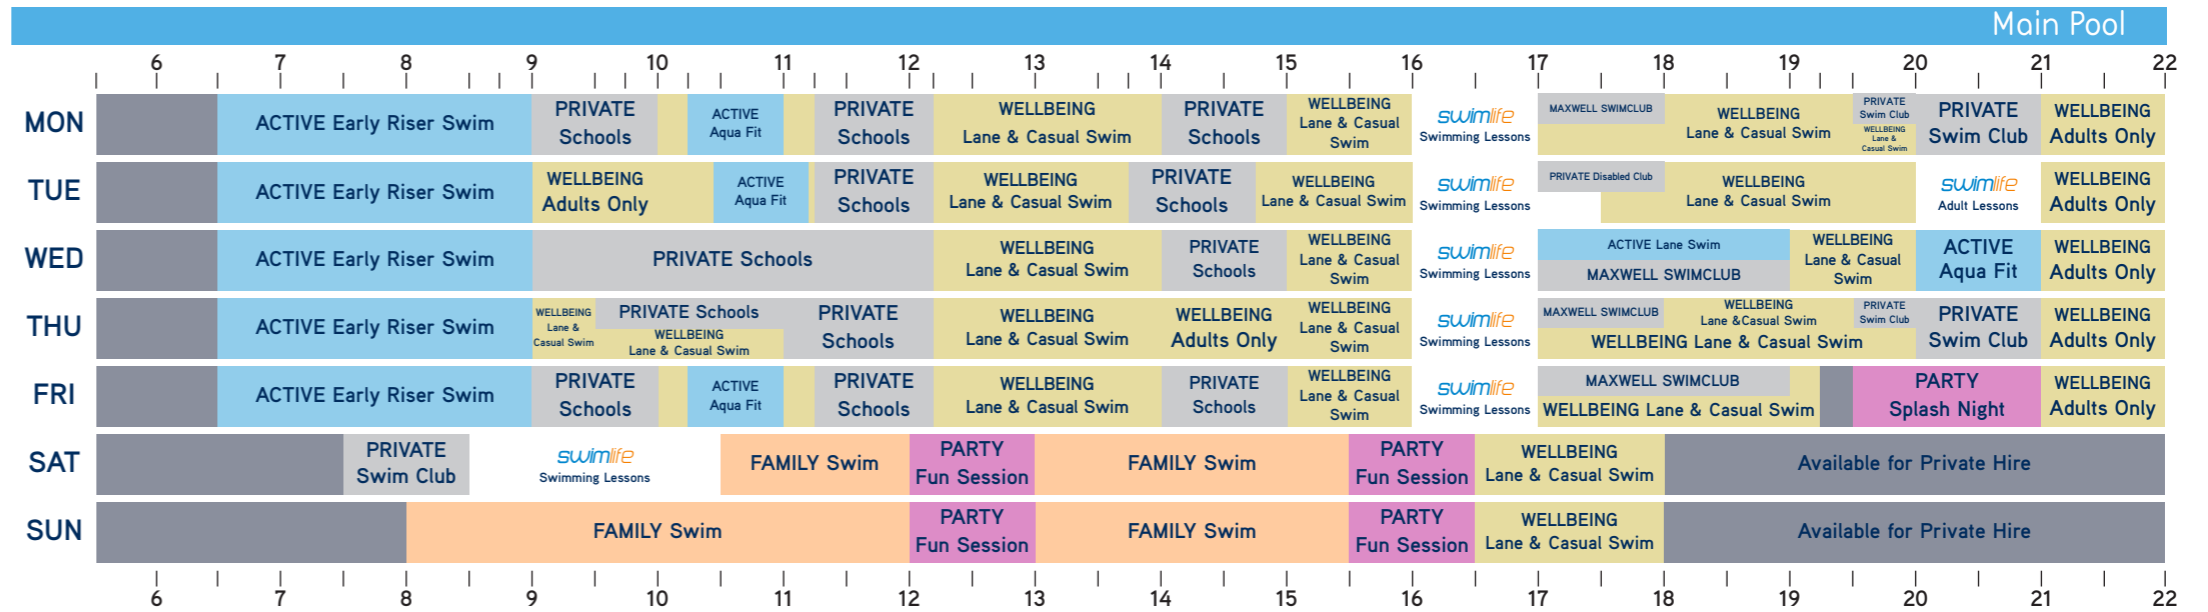 Main Pool
6 7 8 9 10 11 12 13 14 15 16 17 18 19 20 21 22
MON
ACTIVE Early Riser Swim
PRIVATE
Schools
ACTIVE
Aqua Fit
PRIVATE
Schools
WELLBEING
Lane & Casual Swim
PRIVATE
Schools
WELLBEING
Lane & Casual
Swim
swimlife
Swimming Lessons
MAXWELL SWIMCLUB
WELLBEING
Lane & Casual Swim
PRIVATE
Swim Club
WELLBEING
Lane &
Casual Swim
PRIVATE
Swim Club
WELLBEING
Adults Only
TUE
ACTIVE Early Riser Swim
WELLBEING
Adults Only
ACTIVE
Aqua Fit
PRIVATE
Schools
WELLBEING
Lane & Casual Swim
PRIVATE
Schools
WELLBEING
Lane & Casual Swim
swimlife
Swimming Lessons
PRIVATE Disabled Club
WELLBEING
Lane & Casual Swim
swimlife
Adult Lessons
WELLBEING
Adults Only
WED
ACTIVE Early Riser Swim
PRIVATE Schools
WELLBEING
Lane & Casual Swim
PRIVATE
Schools
WELLBEING
Lane & Casual
Swim
swimlife
Swimming Lessons
ACTIVE Lane Swim
MAXWELL SWIMCLUB
WELLBEING
Lane & Casual
Swim
ACTIVE
Aqua Fit
WELLBEING
Adults Only
THU
ACTIVE Early Riser Swim
WELLBEING
Lane &
Casual Swim
PRIVATE Schools
WELLBEING
Lane & Casual Swim
PRIVATE
Schools
WELLBEING
Lane & Casual Swim
WELLBEING
Adults Only
WELLBEING
Lane & Casual
Swim
swimlife
Swimming Lessons
MAXWELL SWIMCLUB
WELLBEING
Lane &Casual Swim
PRIVATE
Swim Club
WELLBEING Lane & Casual Swim
PRIVATE
Swim Club
WELLBEING
Adults Only
FRI
ACTIVE Early Riser Swim
PRIVATE
Schools
ACTIVE
Aqua Fit
PRIVATE
Schools
WELLBEING
Lane & Casual Swim
PRIVATE
Schools
WELLBEING
Lane & Casual
Swim
swimlife
Swimming Lessons
MAXWELL SWIMCLUB
WELLBEING Lane & Casual Swim
PARTY
Splash Night
WELLBEING
Adults Only
SAT
PRIVATE
Swim Club
swimlife
Swimming Lessons
FAMILY Swim
PARTY
Fun Session
FAMILY Swim
PARTY
Fun Session
WELLBEING
Lane & Casual Swim
Available for Private Hire
SUN
FAMILY Swim
PARTY
Fun Session
FAMILY Swim
PARTY
Fun Session
WELLBEING
Lane & Casual Swim
Available for Private Hire
6 7 8 9 10 11 12 13 14 15 16 17 18 19 20 21 22